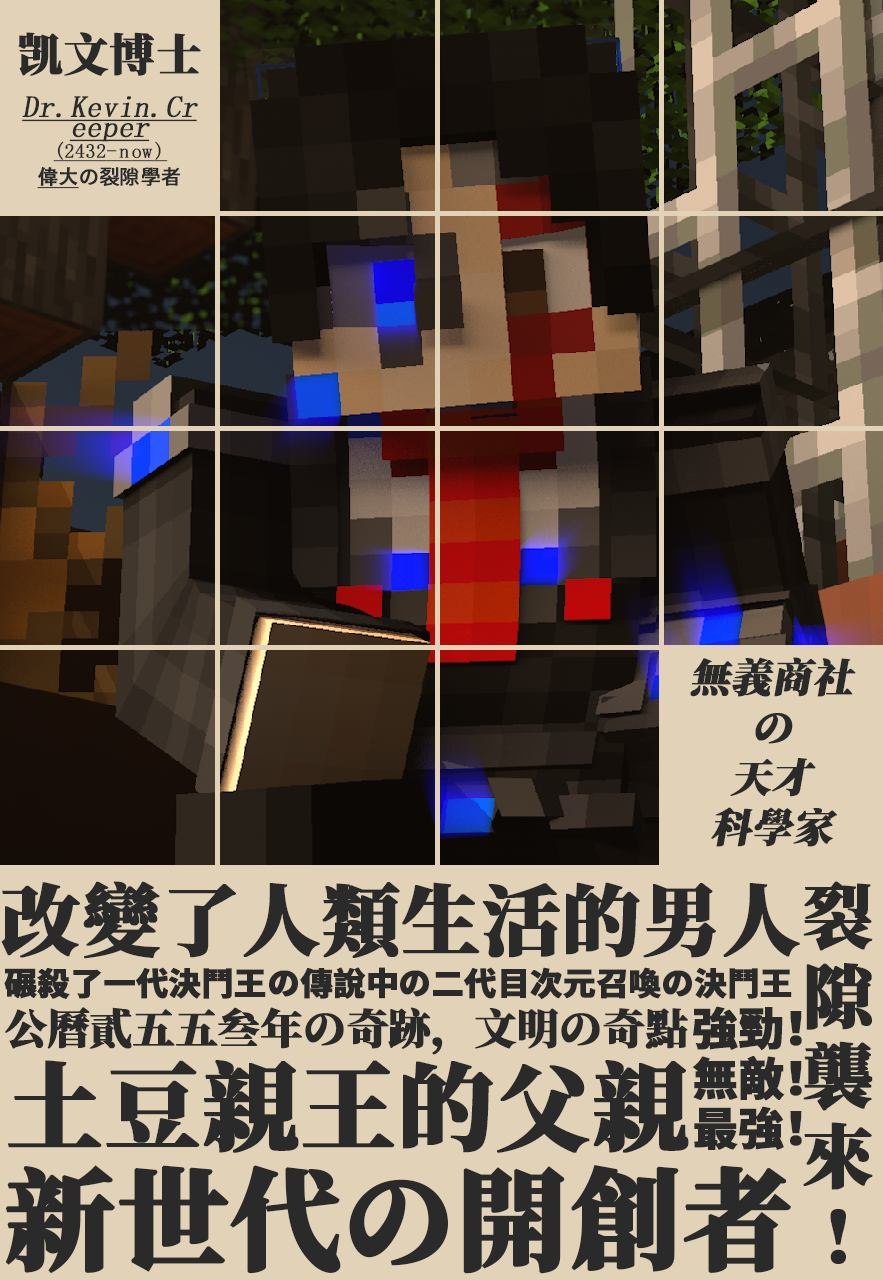 凯文博士
Dr.Kevin.Cr
eeper
(2432-now)
偉大の裂隙學者
無義商社
の
天才
科學家
改變了人類生活的男人
碾殺了一代決鬥王の傳說中の二代目次元召喚の決鬥王
公曆貳五五叁年の奇跡，文明の奇點
強勁！
無敵！
最強！
土豆親王的父親
新世代の開創者
裂隙襲來！